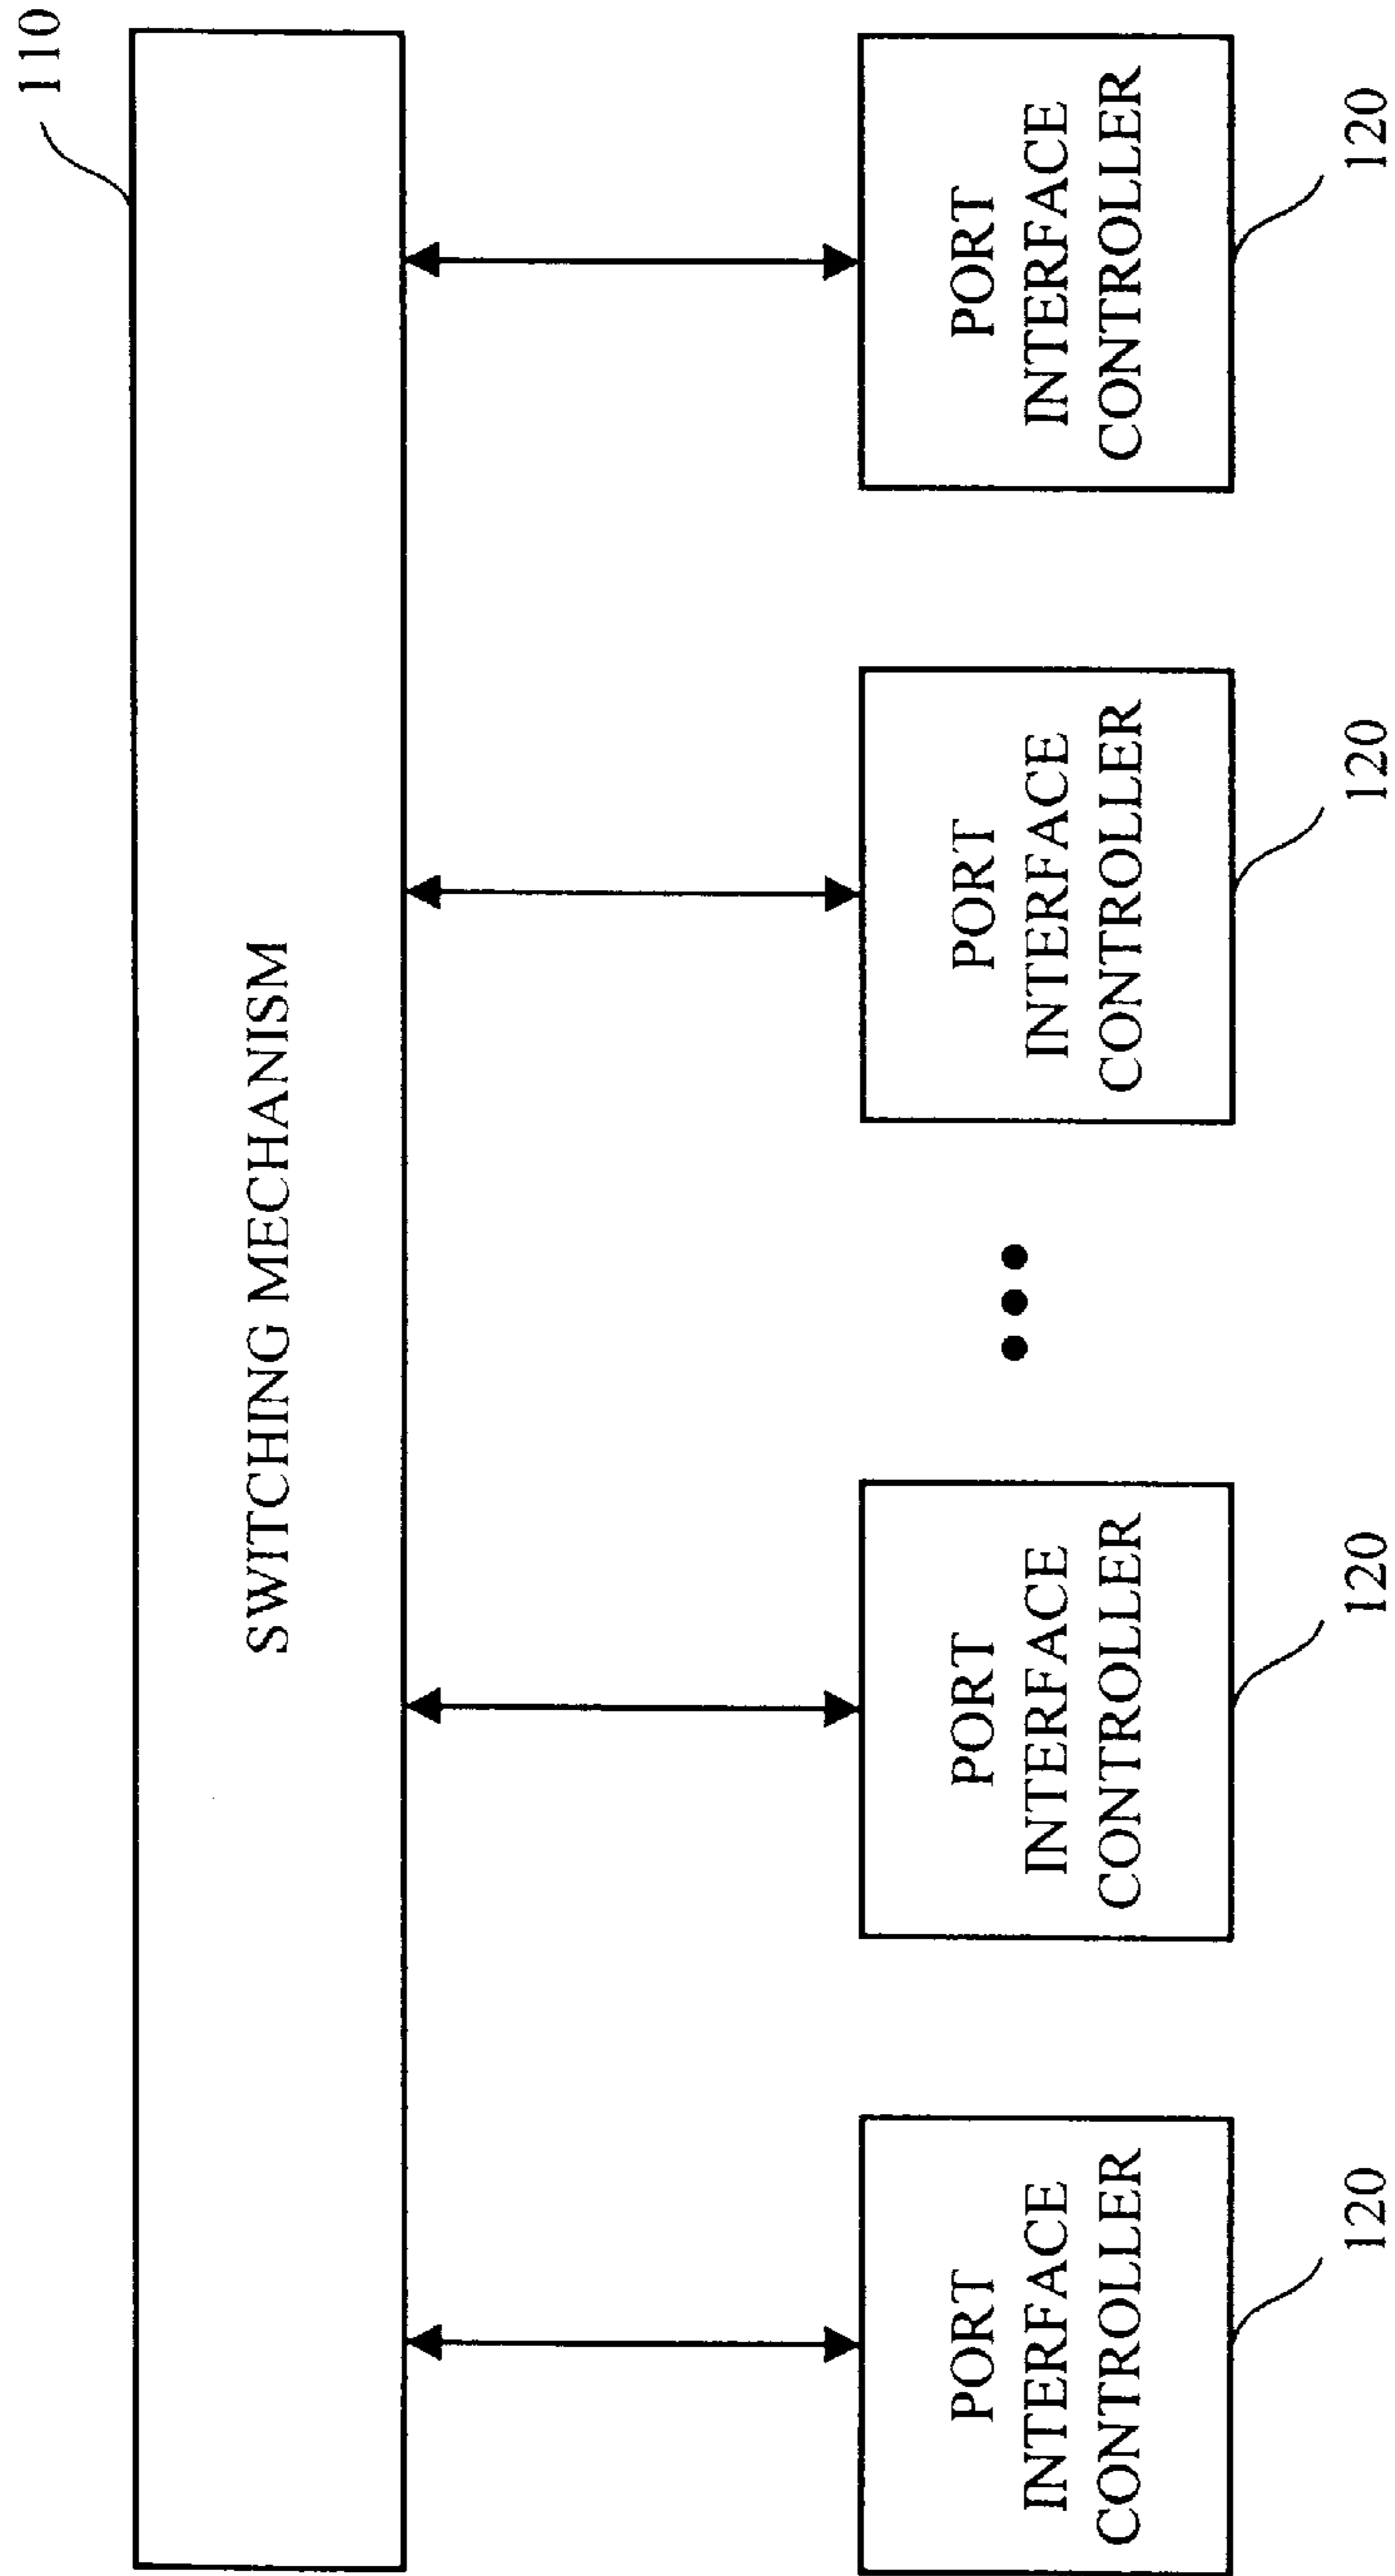 110
SWITCHING MECHANISM
PORT
INTERFACE
CONTROLLER
120
PORT
INTERFACE
CONTROLLER
120
PORT
INTERFACE
CONTROLLER
120
PORT
INTERFACE
CONTROLLER
120